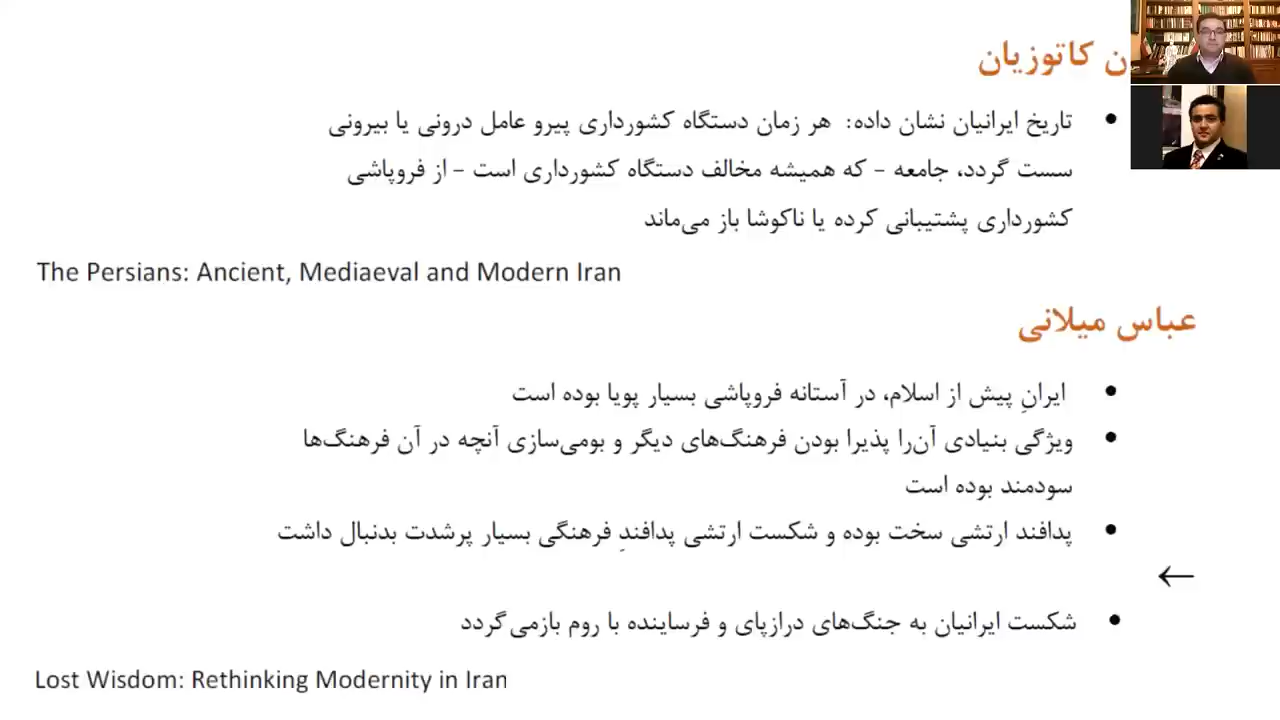 کاتوزیان
• تاریخ ایرانیان نشان داده: هر زمان دستگاه کشورداری پیرو عامل درونی یا بیرونی
سست گردد، جامعه – که همیشه مخالف دستگاه کشورداری است – از فروپاشی
کشورداری پشتیبانی کرده یا ناکوشا باز می‌ماند
The Persians: Ancient, Mediaeval and Modern Iran
عباس میلانی
• ایرانِ پیش از اسلام، در آستانه فروپاشی بسیار پویا بوده است
• ویژگی بنیادی آن‌را پذیرا بودن فرهنگ‌های دیگر و بومی‌سازی آنچه در آن فرهنگ‌ها
سودمند بوده است
• پدافند ارتشی سخت بوده و شکست ارتشی پدافندِ فرهنگی بسیار پرشدت بدنبال داشت
←
• شکست ایرانیان به جنگ‌های درازپای و فرساینده با روم بازمی‌گردد
Lost Wisdom: Rethinking Modernity in Iran